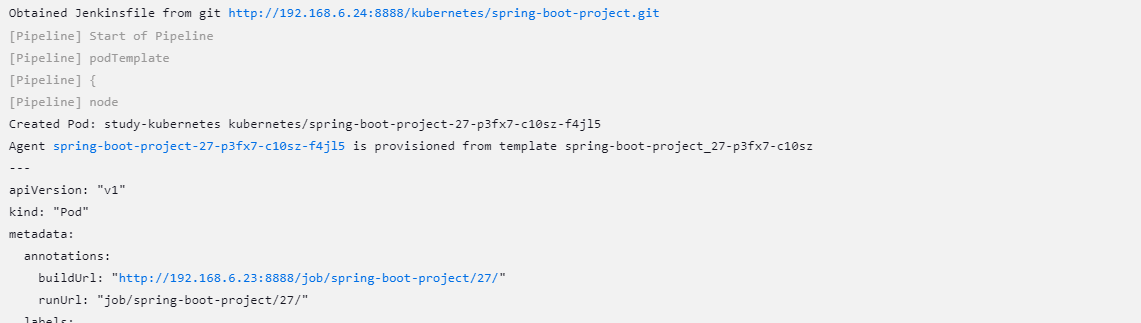 Obtained Jenkinsfile from git http://192.168.6.24:8888/kubernetes/spring-boot-project.git
[Pipeline] Start of Pipeline
[Pipeline] podTemplate
[Pipeline] {
[Pipeline] node
Created Pod: study-kubernetes kubernetes/spring-boot-project-27-p3fx7-c10sz-f4jl5
Agent spring-boot-project-27-p3fx7-c10sz-f4jl5 is provisioned from template spring-boot-project_27-p3fx7-c10sz
---
apiVersion: "v1"
kind: "Pod"
metadata:
  annotations:
    buildUrl: "http://192.168.6.23:8888/job/spring-boot-project/27/"
    runUrl: "job/spring-boot-project/27/"
  labels: